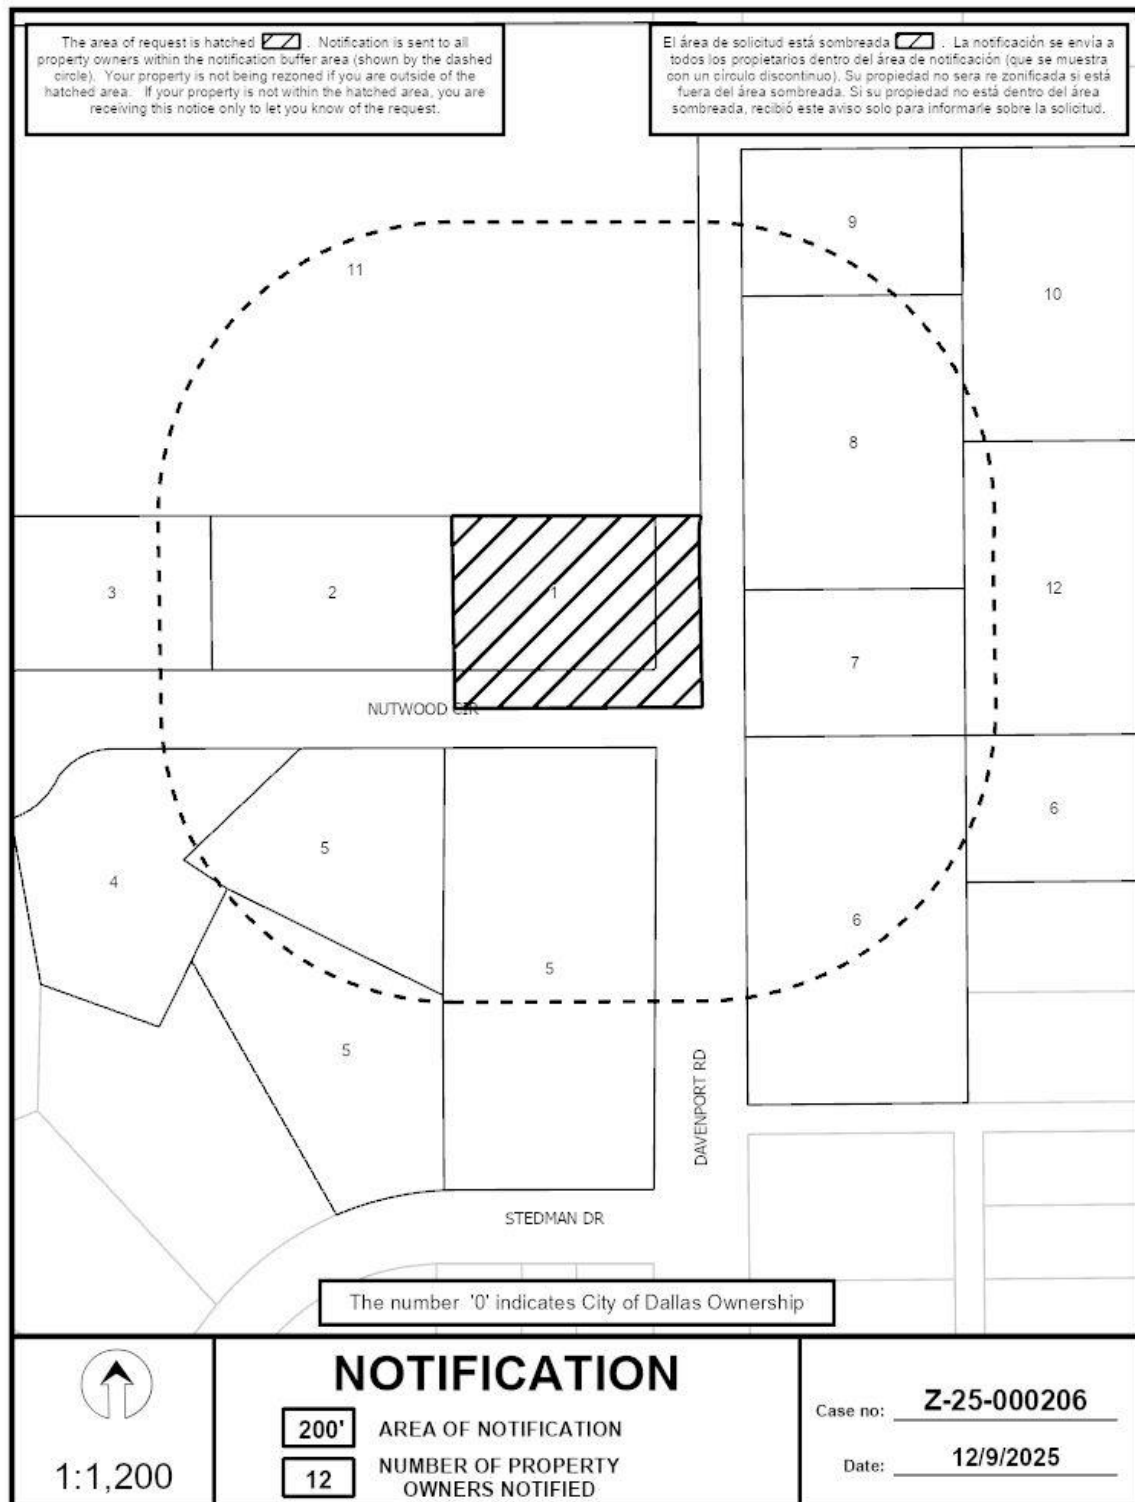 The area of request is hatched . Notification is sent to all
property owners within the notification buffer area (shown by the dashed
circle). Your property is not being rezoned if you are outside of the
hatched area. If your property is not within the hatched area, you are
receiving this notice only to let you know of the request.
El área de solicitud está sombreada . La notificación se envía a
todos los propietarios dentro del área de notificación (que se muestra
con un círculo discontinuo). Su propiedad no sera re zonificada si está
fuera del área sombreada. Si su propiedad no está dentro del área
sombreada, recibió este aviso solo para informarle sobre la solicitud.
9
11
10
8
3
2
1
12
7
NUTWOOD CIR
6
5
4
6
5
5
DAVENPORT RD
STEDMAN DR
The number '0' indicates City of Dallas Ownership
1:1,200
NOTIFICATION
200' AREA OF NOTIFICATION
12 NUMBER OF PROPERTY
OWNERS NOTIFIED
Case no: Z-25-000206
Date: 12/9/2025